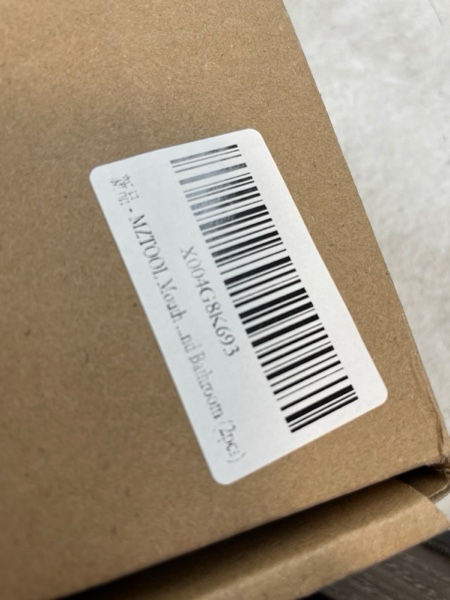 X004G8K693
新品 - MZTOOL Mouth ...nd Bathroom (2pcs)